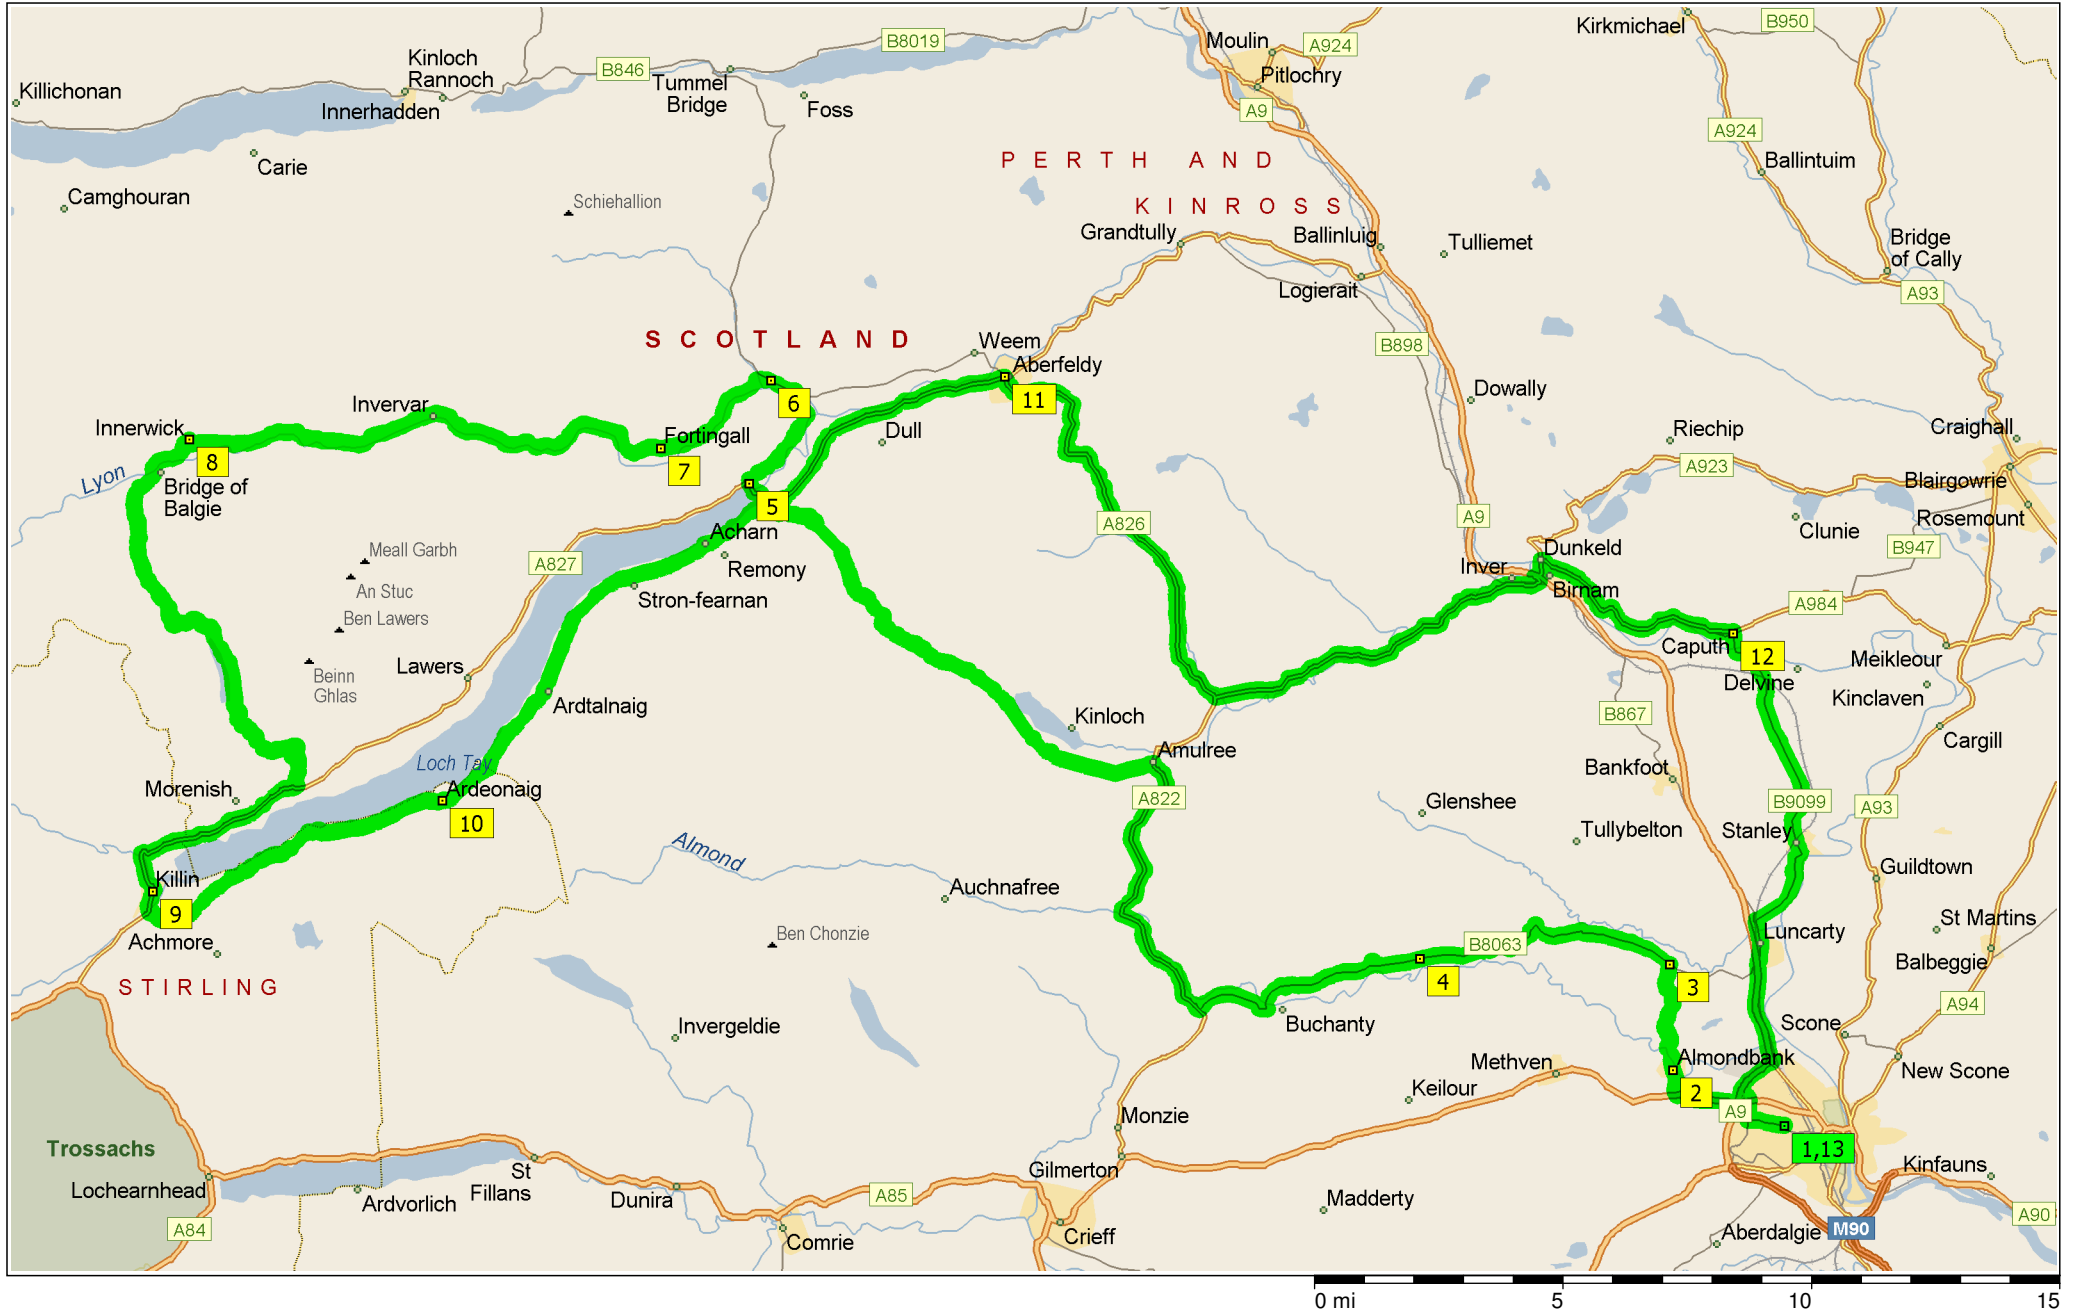 Kirkmichael
B950
Moulin
A924
B8019
Kinloch
Rannoch
B846
Tummel
Bridge
Pitlochry
Killichonan
Innerhadden
Foss
A9
A924
Carie
PERTH AND
Ballintuim
Camghouran
Schiehallion
KINROSS
Grandtully
Ballinluig
Tulliemet
Bridge
of Cally
Logierait
A93
SCOTLAND
Weem
B898
Aberfeldy
Invervar
6
11
Dowally
Innerwick
Fortingall
Dull
Riechip
Craighall
8
7
A923
Lyon
Bridge of
Balgie
5
Blairgowrie
Acharn
A826
A9
Clunie
Rosemount
Meall Garbh
A827
Remony
Dunkeld
B947
An Stuc
Inver
Birnam
Stron-fearnan
A984
Ben Lawers
Caputh
12
Meikleour
Lawers
Beinn
Ghlas
Delvine
Kinclaven
Ardtalnaig
Kinloch
B867
Cargill
Amulree
Loch Tay
Bankfoot
Morenish
Ardeonaig
A822
Glenshee
B9099
A93
10
Tullybelton
Stanley
Almond
Guildtown
Killin
Auchnafree
9
St Martins
Achmore
Ben Chonzie
B8063
Luncarty
Balbeggie
STIRLING
4
3
A94
Invergeldie
Buchanty
Scone
Methven
Almondbank
New Scone
Keilour
2
A9
Monzie
Trossachs
1,13
St
Fillans
Gilmerton
Kinfauns
Lochearnhead
Ardvorlich
Dunira
A85
Madderty
A90
A84
Comrie
Crieff
Aberdalgie
M90
0 mi 5 10 15